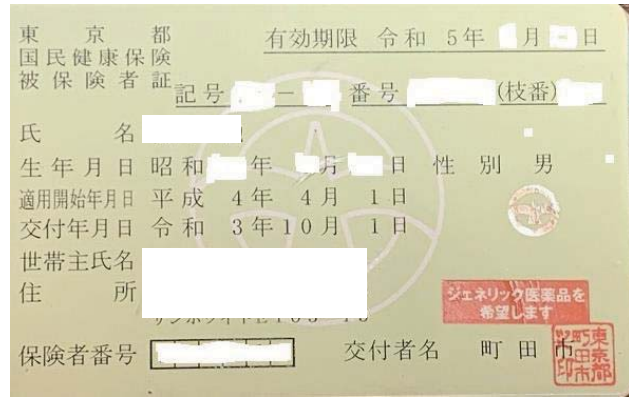 東京都
国民健康保険
被保険者証
有効期限 令和 5年 月 日
記号 － 番号 (枝番)
氏名
生年月日 昭和 年 月 日 性別 男
適用開始年月日 平成 4年 4月 1日
交付年月日 令和 3年10月 1日
世帯主氏名
住所
ジェネリック医薬品を
希望します
保険者番号 交付者名 町田市
東京都
町田市
印